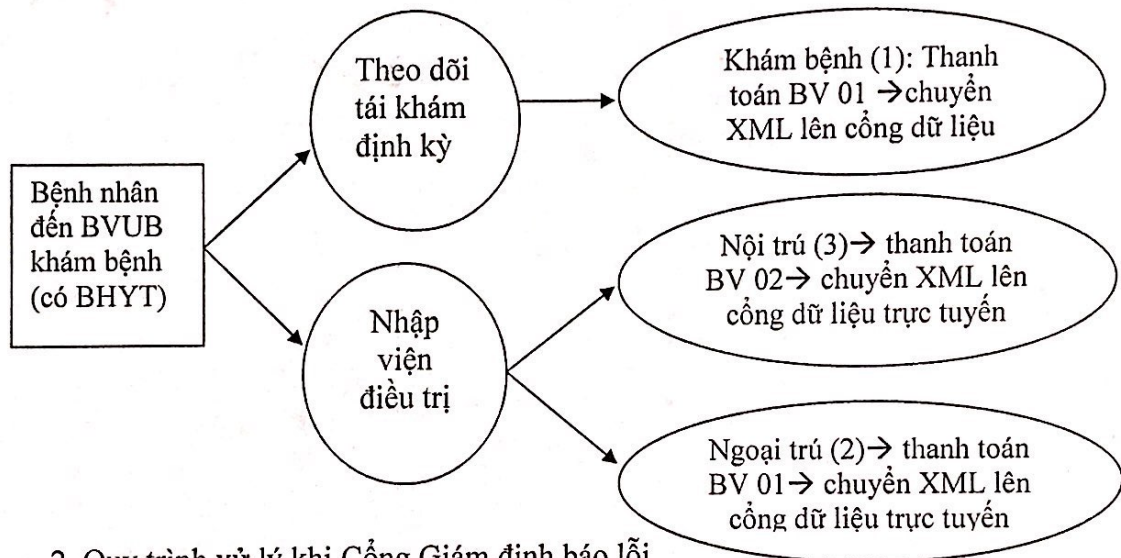 Bệnh nhân
đến BVUB
khám bệnh
(có BHYT)
Theo dõi
tái khám
định kỳ
Khám bệnh (1): Thanh
toán BV 01 →chuyển
XML lên cổng dữ liệu
Nhập
viện
điều trị
Nội trú (3)→ thanh toán
BV 02→ chuyển XML lên
cổng dữ liệu trực tuyến
Ngoại trú (2)→ thanh toán
BV 01→ chuyển XML lên
cổng dữ liệu trực tuyến
2. Quy trình xử lý khi Cổng Giám định báo lỗi